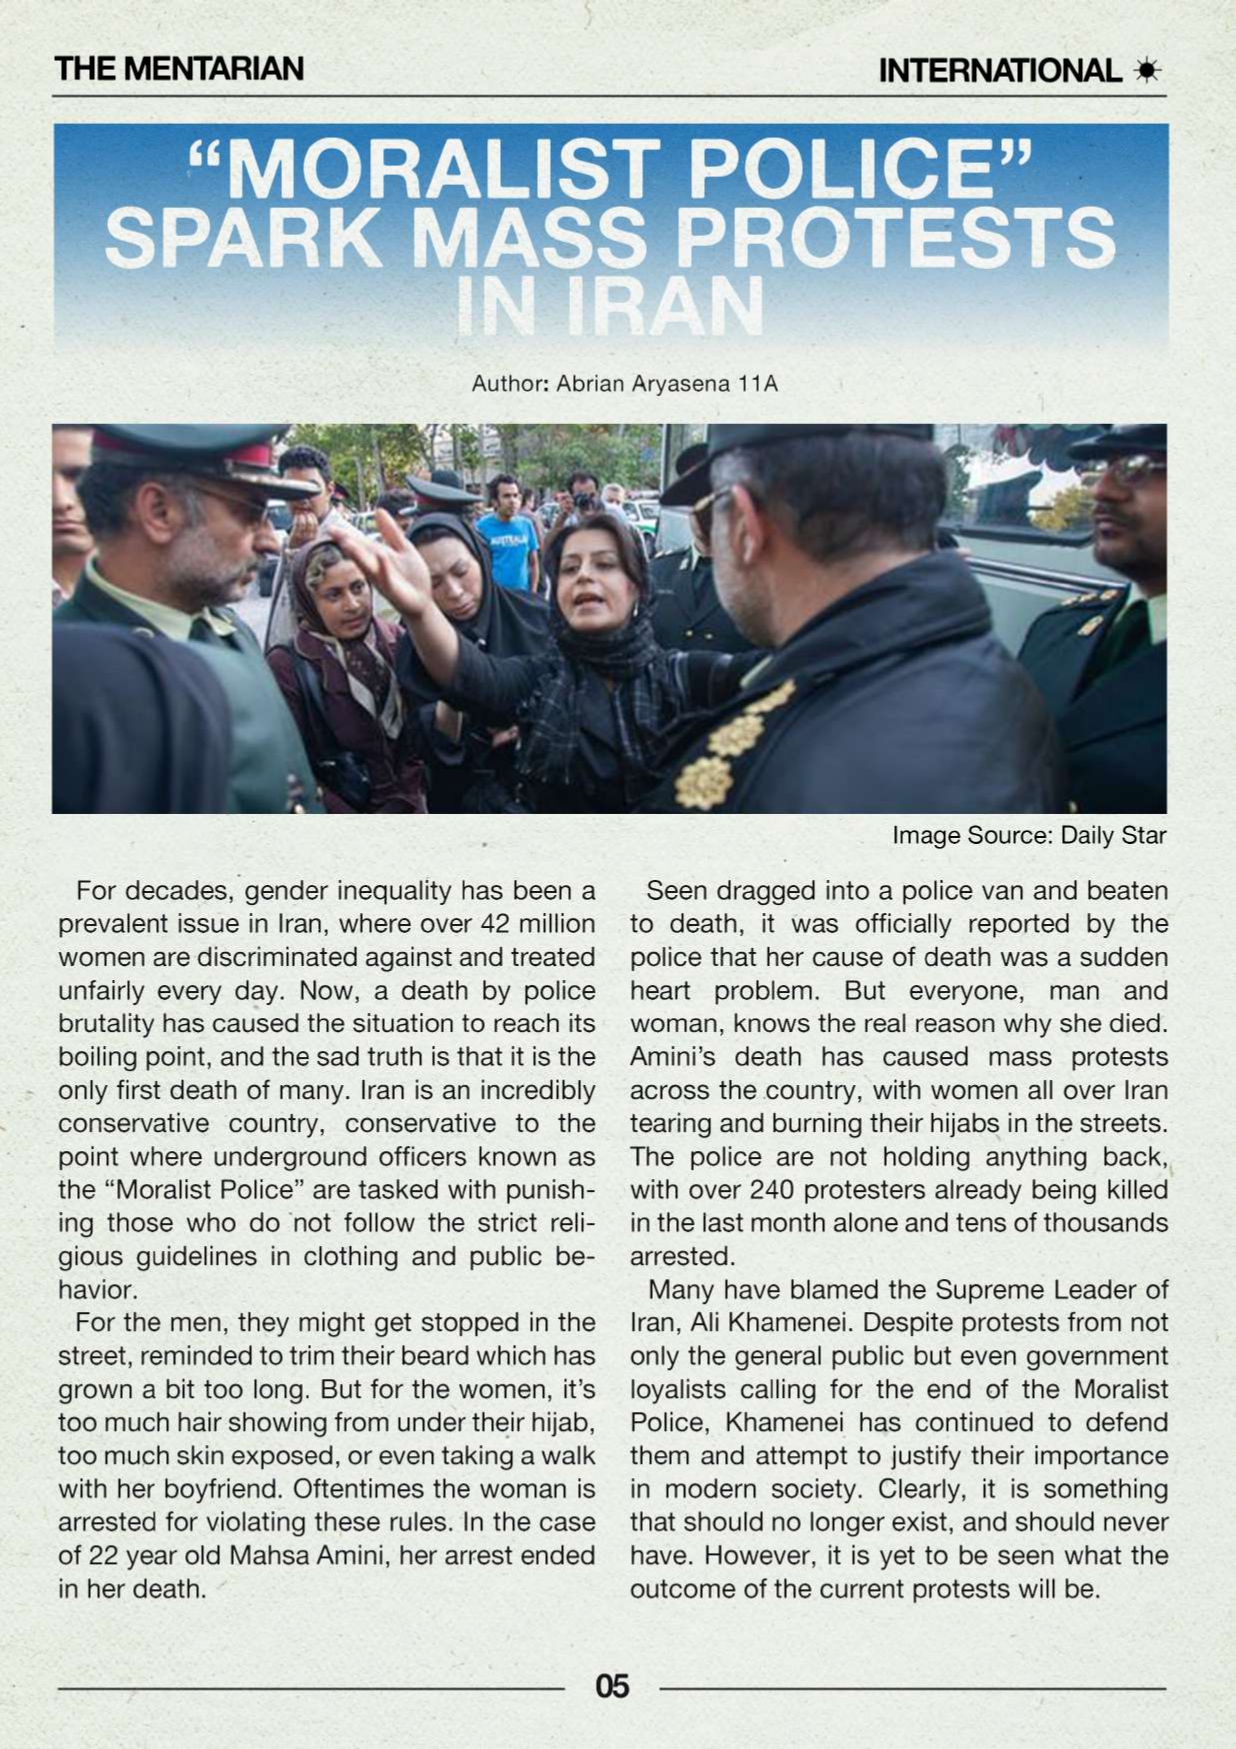 THE MENTARIAN
INTERNATIONAL
“MORALIST POLICE”
SPARK MASS PROTESTS
IN IRAN
Author: Abrian Aryasena 11A
AUSTRALIA
Image Source: Daily Star
For decades, gender inequality has been a
prevalent issue in Iran, where over 42 million
women are discriminated against and treated
unfairly every day. Now, a death by police
brutality has caused the situation to reach its
boiling point, and the sad truth is that it is the
only first death of many. Iran is an incredibly
conservative country, conservative to the
point where underground officers known as
the “Moralist Police” are tasked with punish-
ing those who do not follow the strict reli-
gious guidelines in clothing and public be-
havior.
For the men, they might get stopped in the
street, reminded to trim their beard which has
grown a bit too long. But for the women, it’s
too much hair showing from under their hijab,
too much skin exposed, or even taking a walk
with her boyfriend. Oftentimes the woman is
arrested for violating these rules. In the case
of 22 year old Mahsa Amini, her arrest ended
in her death.
Seen dragged into a police van and beaten
to death, it was officially reported by the
police that her cause of death was a sudden
heart problem. But everyone, man and
woman, knows the real reason why she died.
Amini’s death has caused mass protests
across the country, with women all over Iran
tearing and burning their hijabs in the streets.
The police are not holding anything back,
with over 240 protesters already being killed
in the last month alone and tens of thousands
arrested.
Many have blamed the Supreme Leader of
Iran, Ali Khamenei. Despite protests from not
only the general public but even government
loyalists calling for the end of the Moralist
Police, Khamenei has continued to defend
them and attempt to justify their importance
in modern society. Clearly, it is something
that should no longer exist, and should never
have. However, it is yet to be seen what the
outcome of the current protests will be.
05